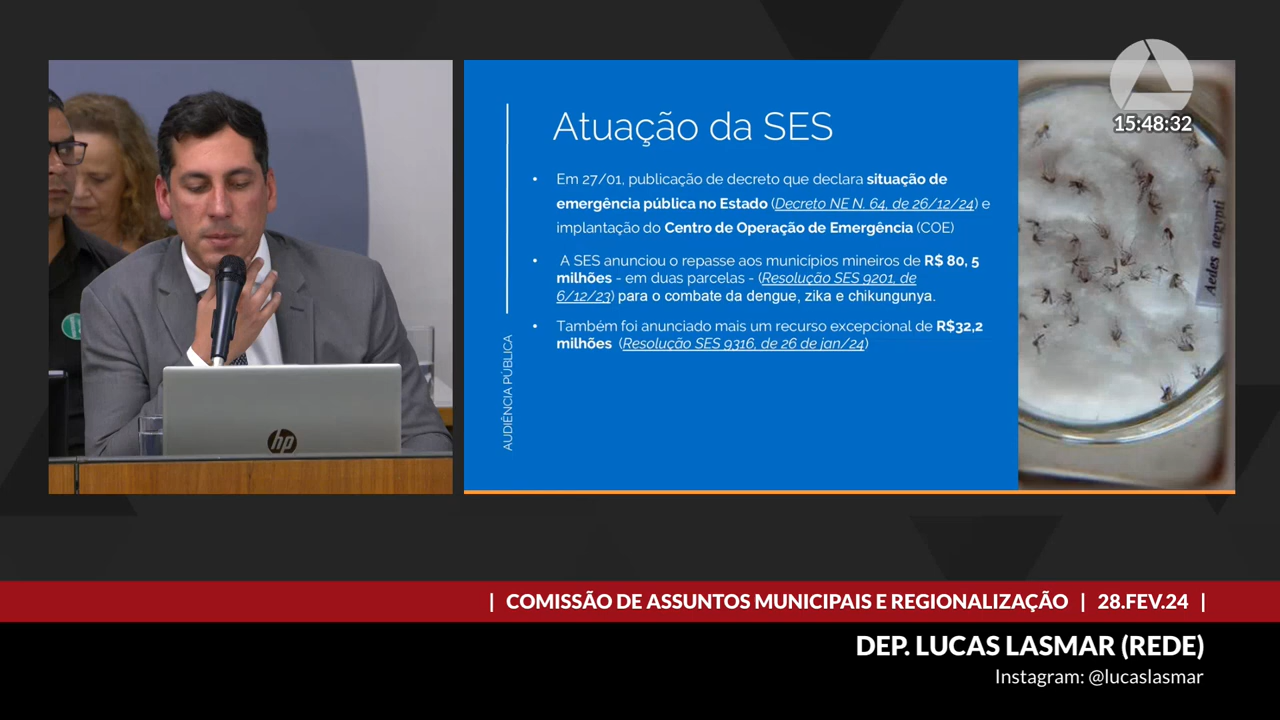 15:48:32
Atuação da SES
• Em 27/01, publicação de decreto que declara situação de
emergência pública no Estado (Decreto NE N. 64, de 26/12/24) e
implantação do Centro de Operação de Emergência (COE)
• A SES anunciou o repasse aos municípios mineiros de R$ 80, 5
milhões - em duas parcelas - (Resolução SES 9201, de
6/12/23) para o combate da dengue, zika e chikungunya.
• Também foi anunciado mais um recurso excepcional de R$32,2
milhões (Resolução SES 9316, de 26 de jan/24)
AUDIÊNCIA PÚBLICA
Aedes aegypti
hp
| COMISSÃO DE ASSUNTOS MUNICIPAIS E REGIONALIZAÇÃO | 28.FEV.24 |
DEP. LUCAS LASMAR (REDE)
Instagram: @lucaslasmar